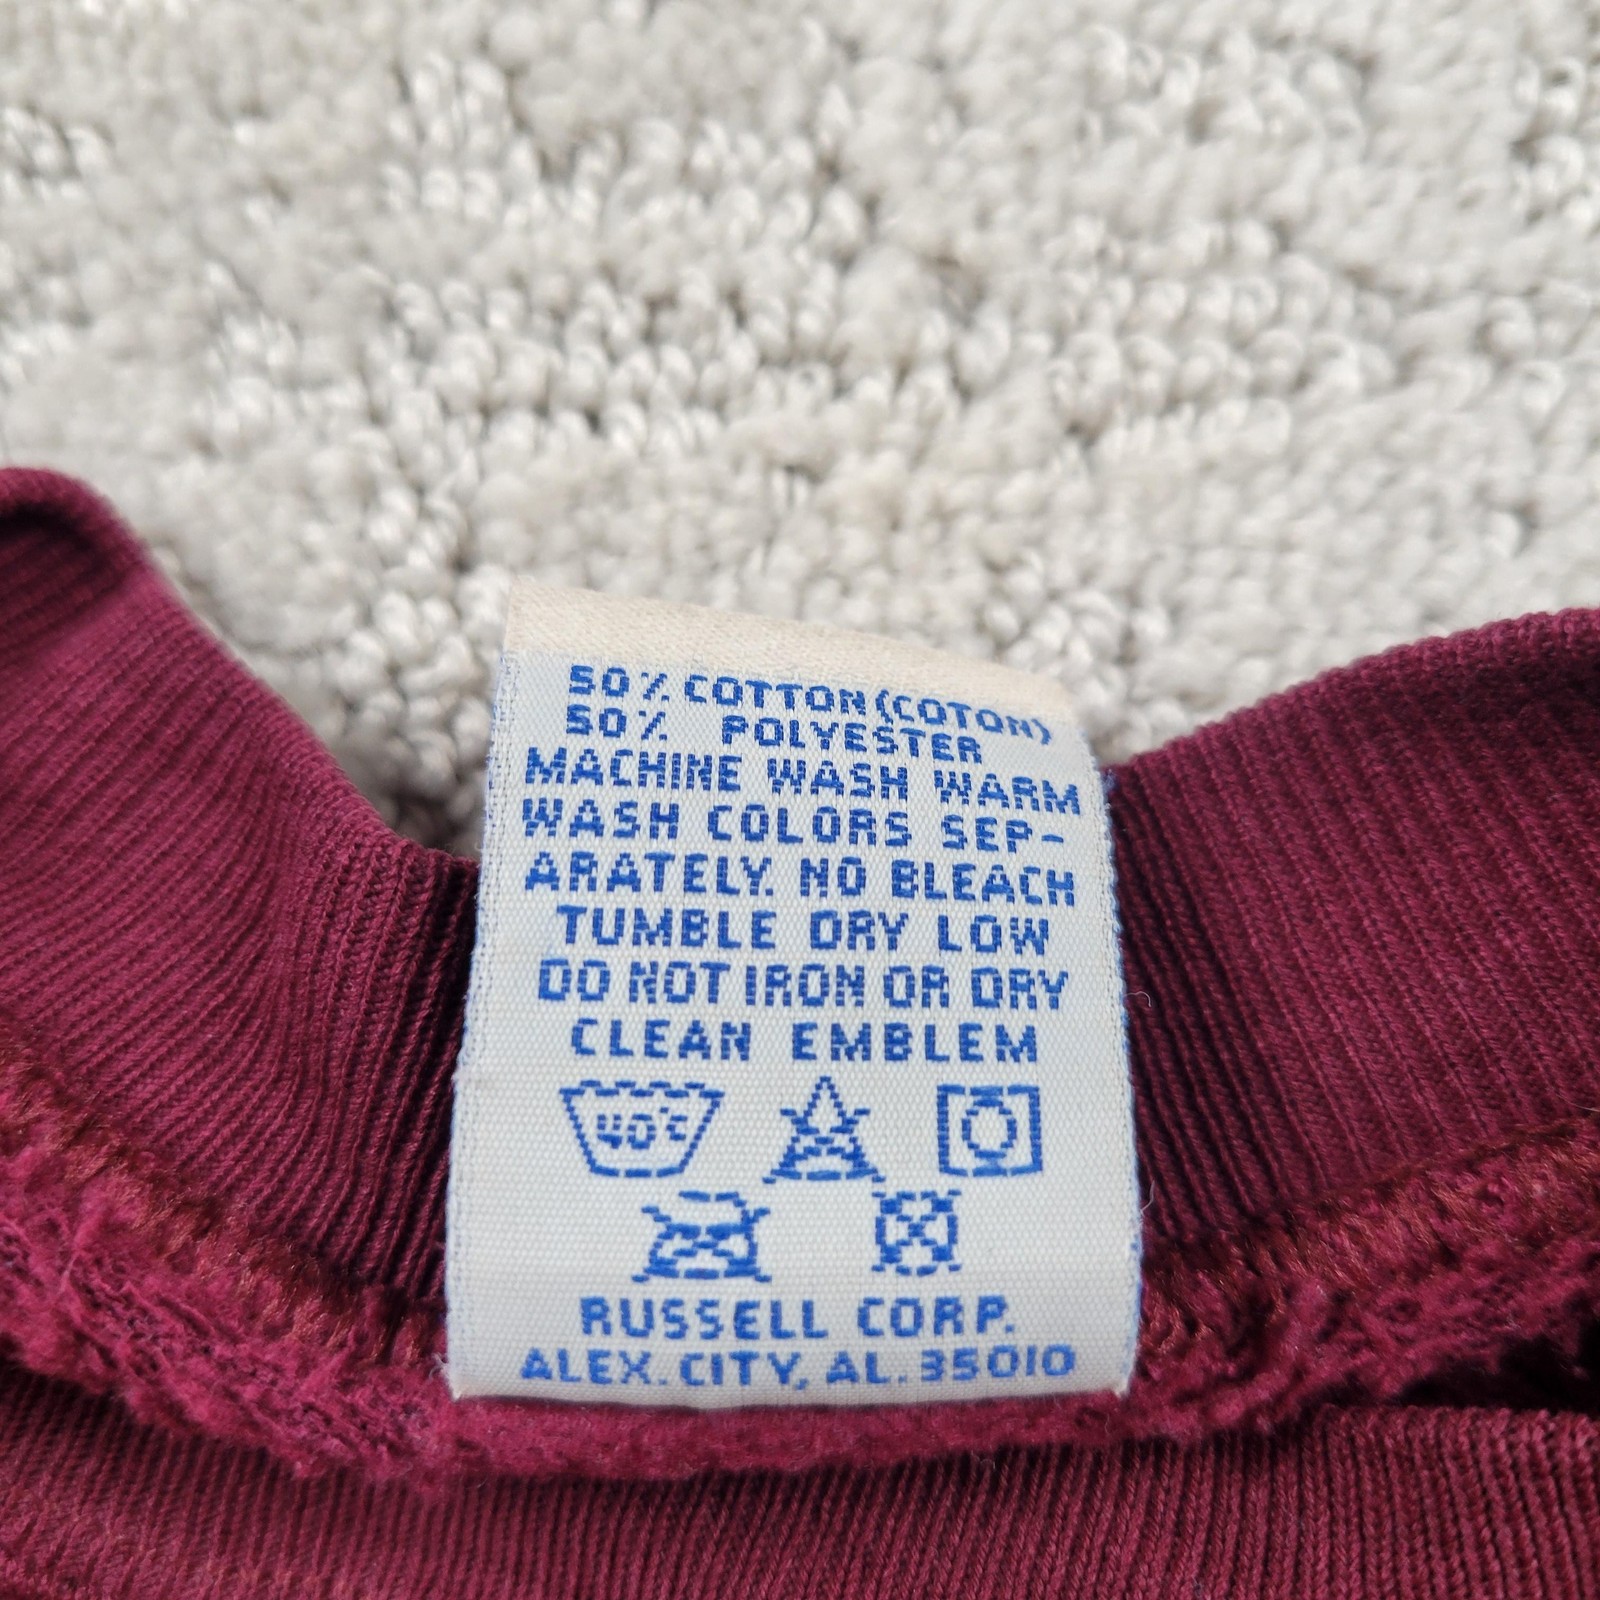 50% COTTON (COTON)
50% POLYESTER
MACHINE WASH WARM
WASH COLORS SEP-
ARATELY. NO BLEACH
TUMBLE DRY LOW
DO NOT IRON OR DRY
CLEAN EMBLEM
40°C
RUSSELL CORP.
ALEX. CITY, AL. 35010